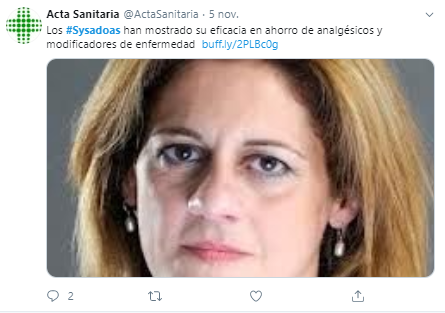 Acta Sanitaria @ActaSanitaria · 5 nov.
Los #Sysadoas han mostrado su eficacia en ahorro de analgésicos y
modificadores de enfermedad buff.ly/2PLBc0g
2